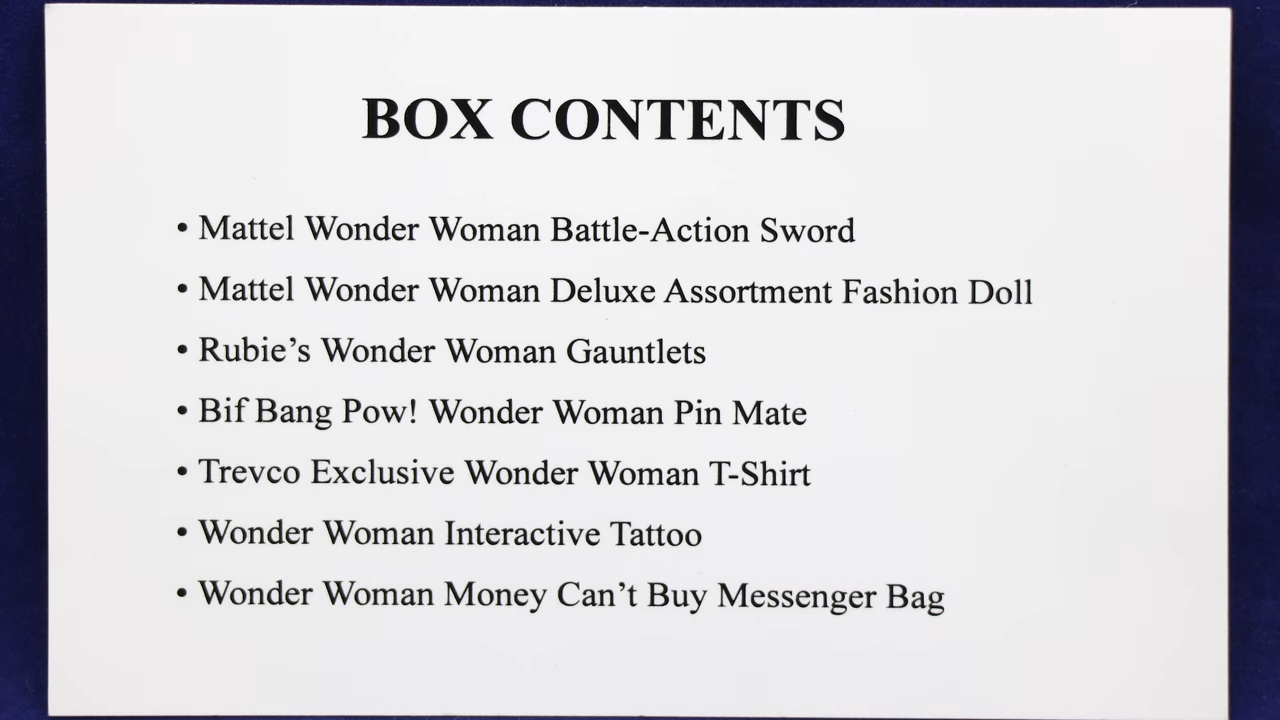 BOX CONTENTS
• Mattel Wonder Woman Battle-Action Sword
• Mattel Wonder Woman Deluxe Assortment Fashion Doll
• Rubie’s Wonder Woman Gauntlets
• Bif Bang Pow! Wonder Woman Pin Mate
• Trevco Exclusive Wonder Woman T-Shirt
• Wonder Woman Interactive Tattoo
• Wonder Woman Money Can’t Buy Messenger Bag